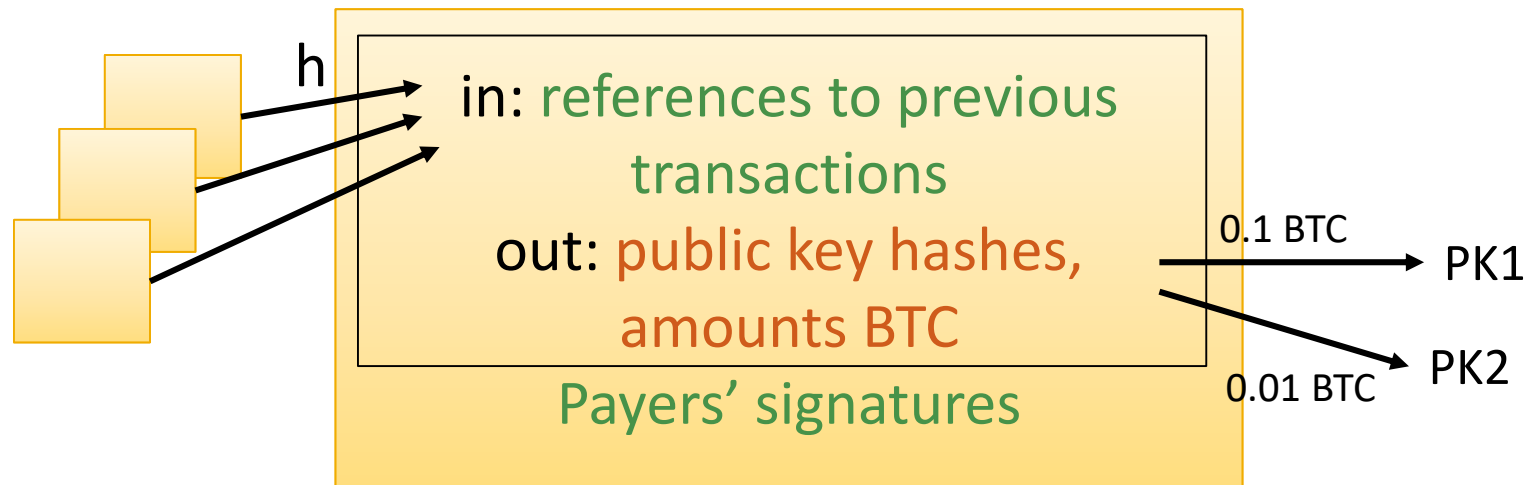 h
in: references to previous
transactions
out: public key hashes,
amounts BTC
Payers’ signatures
0.1 BTC
PK1
0.01 BTC
PK2